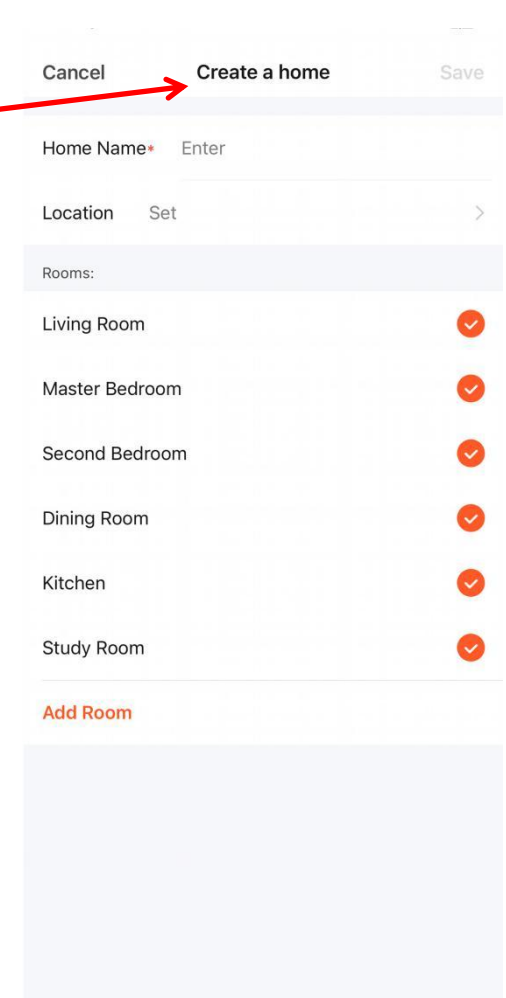 Cancel Create a home Save
Home Name* Enter
Location Set
Rooms:
Living Room
Master Bedroom
Second Bedroom
Dining Room
Kitchen
Study Room
Add Room